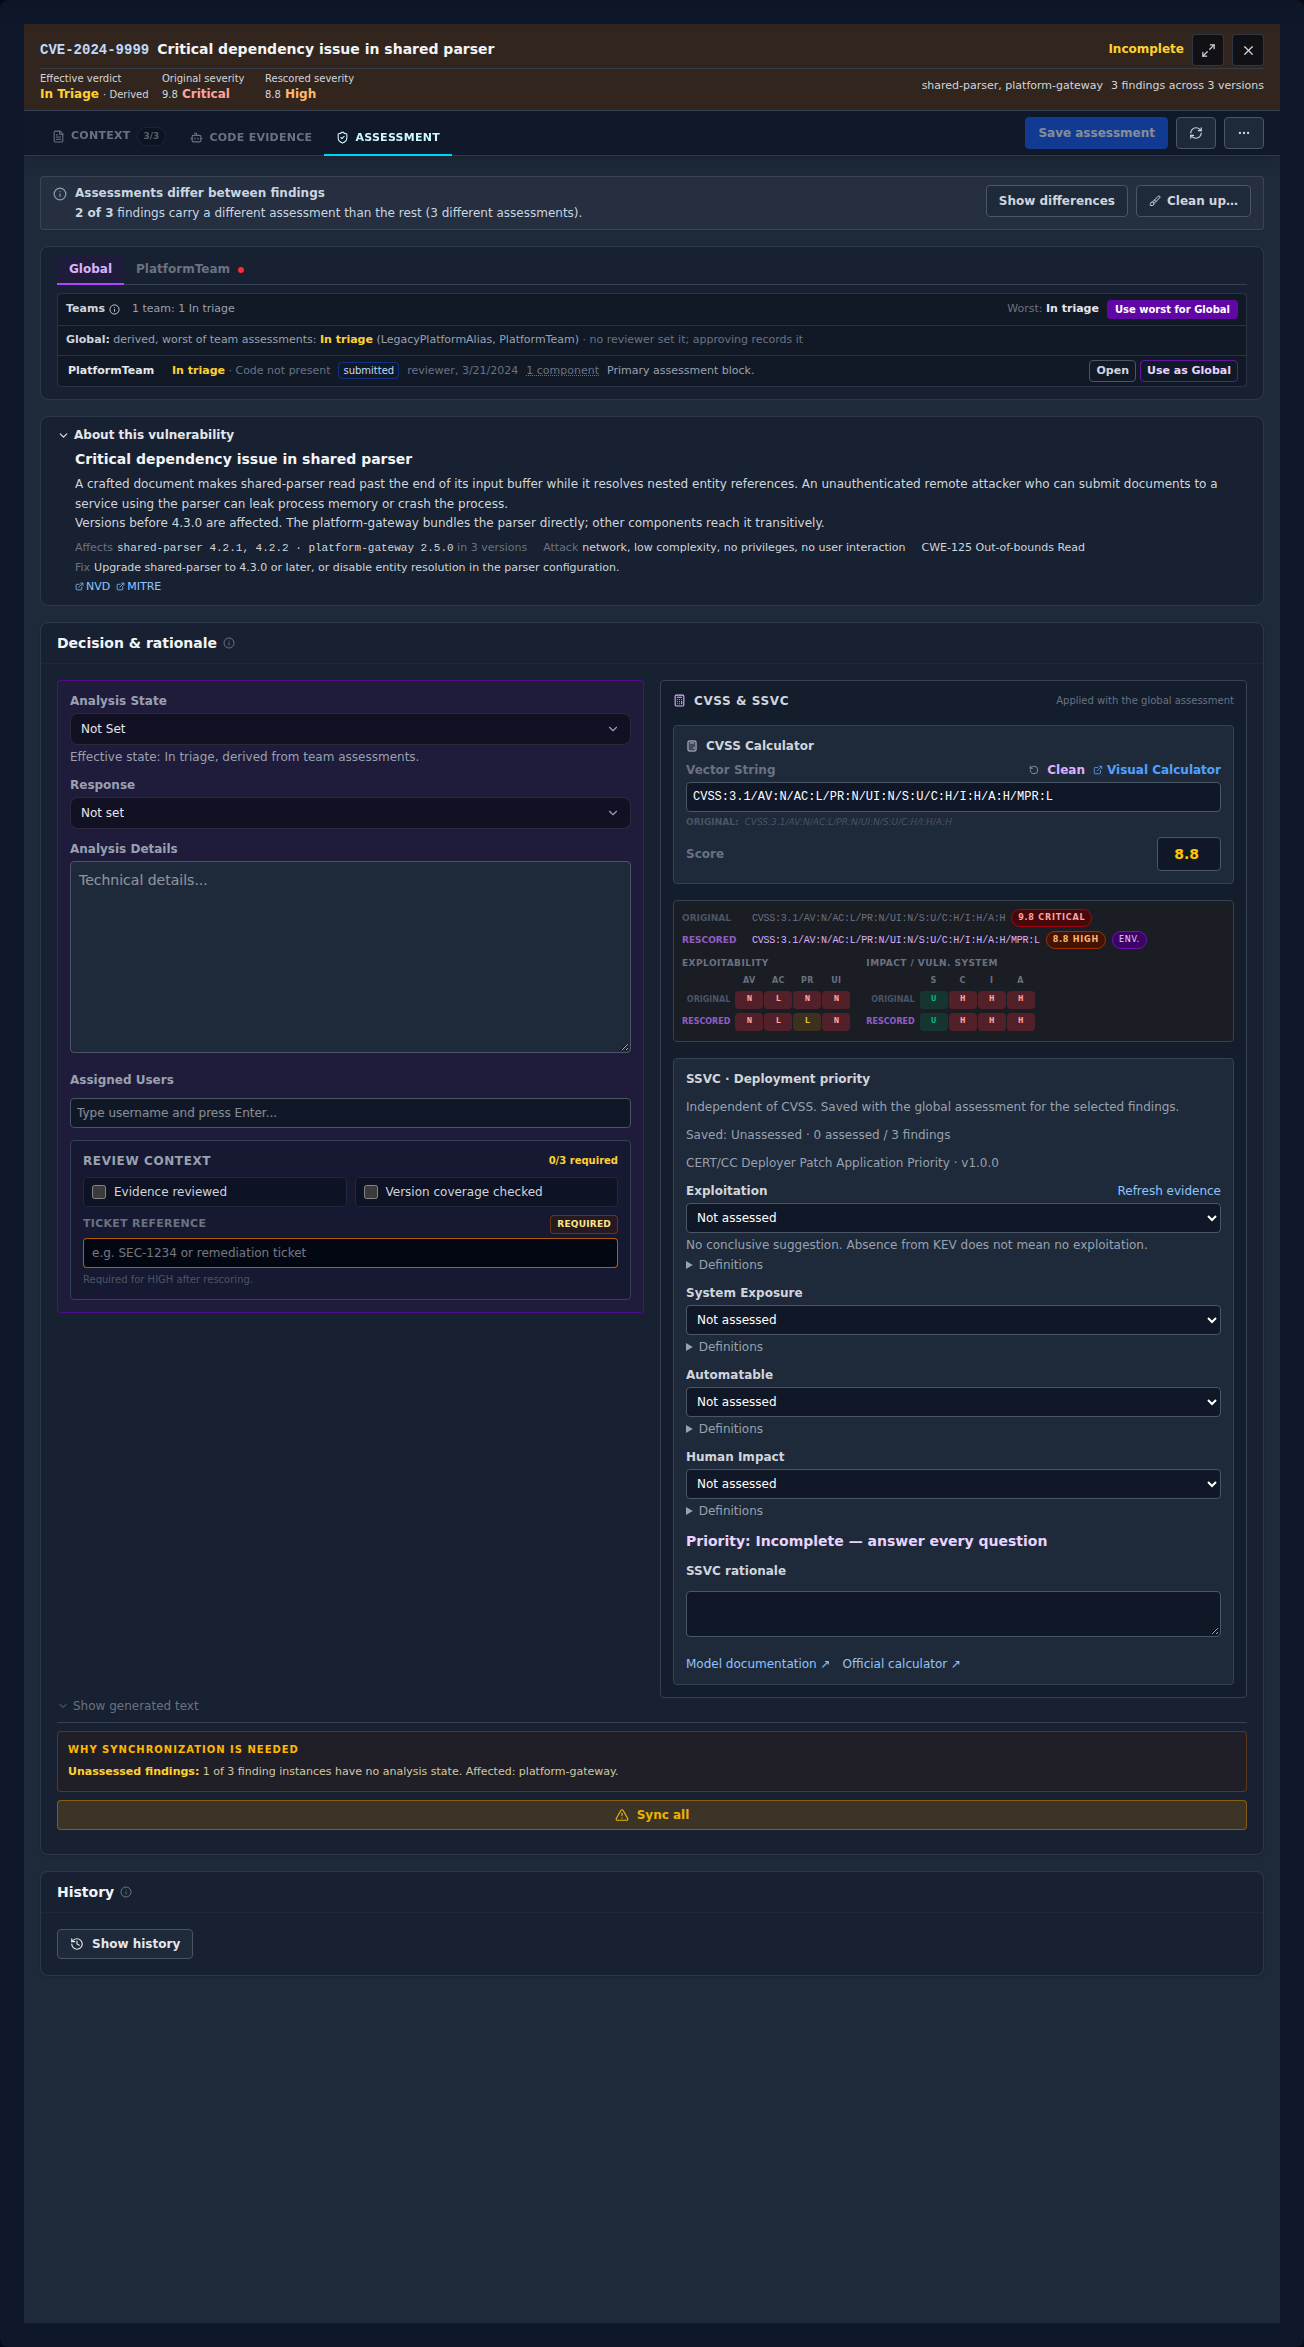 CVE-2024-9999 Critical dependency issue in shared parser
Incomplete
Effective verdict
In Triage · Derived
Original severity
9.8 Critical
Rescored severity
8.8 High
shared-parser, platform-gateway 3 findings across 3 versions
CONTEXT 3/3
CODE EVIDENCE
ASSESSMENT
Save assessment
...
Assessments differ between findings
2 of 3 findings carry a different assessment than the rest (3 different assessments).
Show differences
Clean up...
Global
PlatformTeam
Teams 1 team: 1 In triage
Worst: In triage
Use worst for Global
Global: derived, worst of team assessments: In triage (LegacyPlatformAlias, PlatformTeam) · no reviewer set it; approving records it
PlatformTeam In triage · Code not present submitted reviewer, 3/21/2024 1 component Primary assessment block.
Open
Use as Global
About this vulnerability
Critical dependency issue in shared parser
A crafted document makes shared-parser read past the end of its input buffer while it resolves nested entity references. An unauthenticated remote attacker who can submit documents to a
service using the parser can leak process memory or crash the process.
Versions before 4.3.0 are affected. The platform-gateway bundles the parser directly; other components reach it transitively.
Affects shared-parser 4.2.1, 4.2.2 · platform-gateway 2.5.0 in 3 versions Attack network, low complexity, no privileges, no user interaction CWE-125 Out-of-bounds Read
Fix Upgrade shared-parser to 4.3.0 or later, or disable entity resolution in the parser configuration.
NVD MITRE
Decision & rationale
Analysis State
Not Set
Effective state: In triage, derived from team assessments.
Response
Not set
Analysis Details
Technical details...
Assigned Users
Type username and press Enter...
REVIEW CONTEXT
0/3 required
Evidence reviewed
Version coverage checked
TICKET REFERENCE
REQUIRED
e.g. SEC-1234 or remediation ticket
Required for HIGH after rescoring.
CVSS & SSVC
Applied with the global assessment
CVSS Calculator
Vector String
Clean
Visual Calculator
CVSS:3.1/AV:N/AC:L/PR:N/UI:N/S:U/C:H/I:H/A:H/MPR:L
ORIGINAL: CVSS:3.1/AV:N/AC:L/PR:N/UI:N/S:U/C:H/I:H/A:H
Score
8.8
ORIGINAL CVSS:3.1/AV:N/AC:L/PR:N/UI:N/S:U/C:H/I:H/A:H 9.8 CRITICAL
RESCORED CVSS:3.1/AV:N/AC:L/PR:N/UI:N/S:U/C:H/I:H/A:H/MPR:L 8.8 HIGH ENV.
EXPLOITABILITY
AV AC PR UI
ORIGINAL N L N N
RESCORED N L L N
IMPACT / VULN. SYSTEM
S C I A
ORIGINAL U H H H
RESCORED U H H H
SSVC · Deployment priority
Independent of CVSS. Saved with the global assessment for the selected findings.
Saved: Unassessed · 0 assessed / 3 findings
CERT/CC Deployer Patch Application Priority · v1.0.0
Exploitation
Refresh evidence
Not assessed
No conclusive suggestion. Absence from KEV does not mean no exploitation.
Definitions
System Exposure
Not assessed
Definitions
Automatable
Not assessed
Definitions
Human Impact
Not assessed
Definitions
Priority: Incomplete — answer every question
SSVC rationale
Model documentation ↗ Official calculator ↗
Show generated text
WHY SYNCHRONIZATION IS NEEDED
Unassessed findings: 1 of 3 finding instances have no analysis state. Affected: platform-gateway.
Sync all
History
Show history